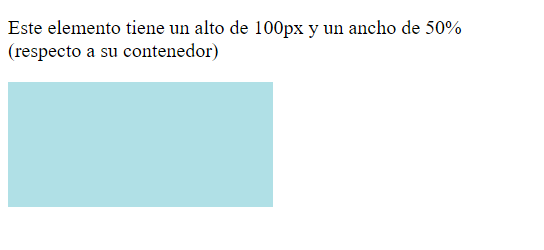 Este elemento tiene un alto de 100px y un ancho de 50%
(respecto a su contenedor)